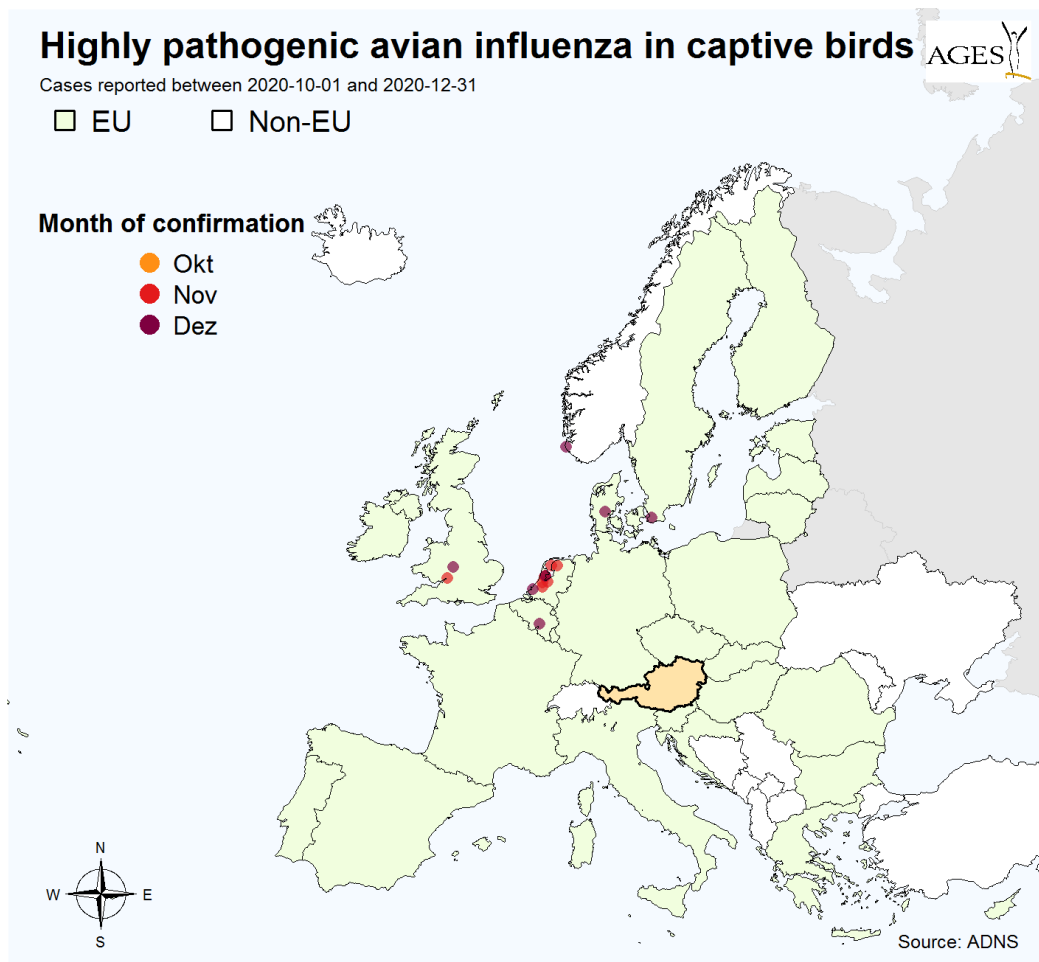 Highly pathogenic avian influenza in captive birds
AGES
Cases reported between 2020-10-01 and 2020-12-31
EU
Non-EU
Month of confirmation
Okt
Nov
Dez
N
W
E
S
Source: ADNS